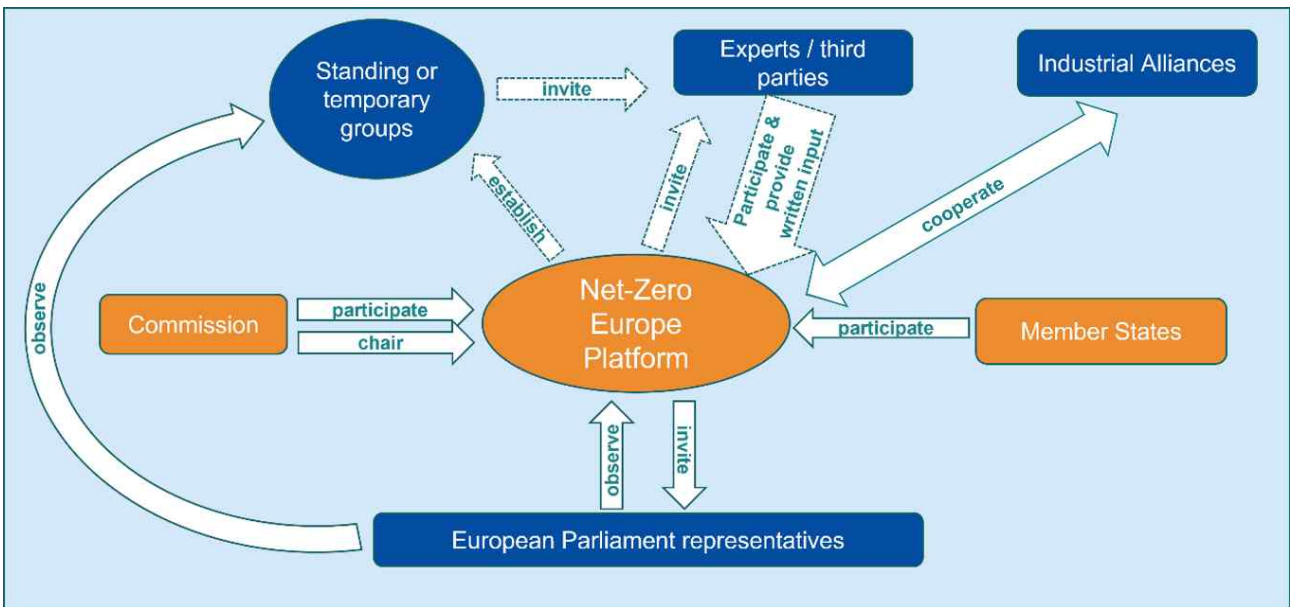 Standing or
temporary
groups
invite
Experts / third
parties
Industrial Alliances
establish
invite
Participate &
provide
written input
cooperate
observe
Commission
participate
chair
Net-Zero
Europe
Platform
participate
Member States
observe
invite
European Parliament representatives